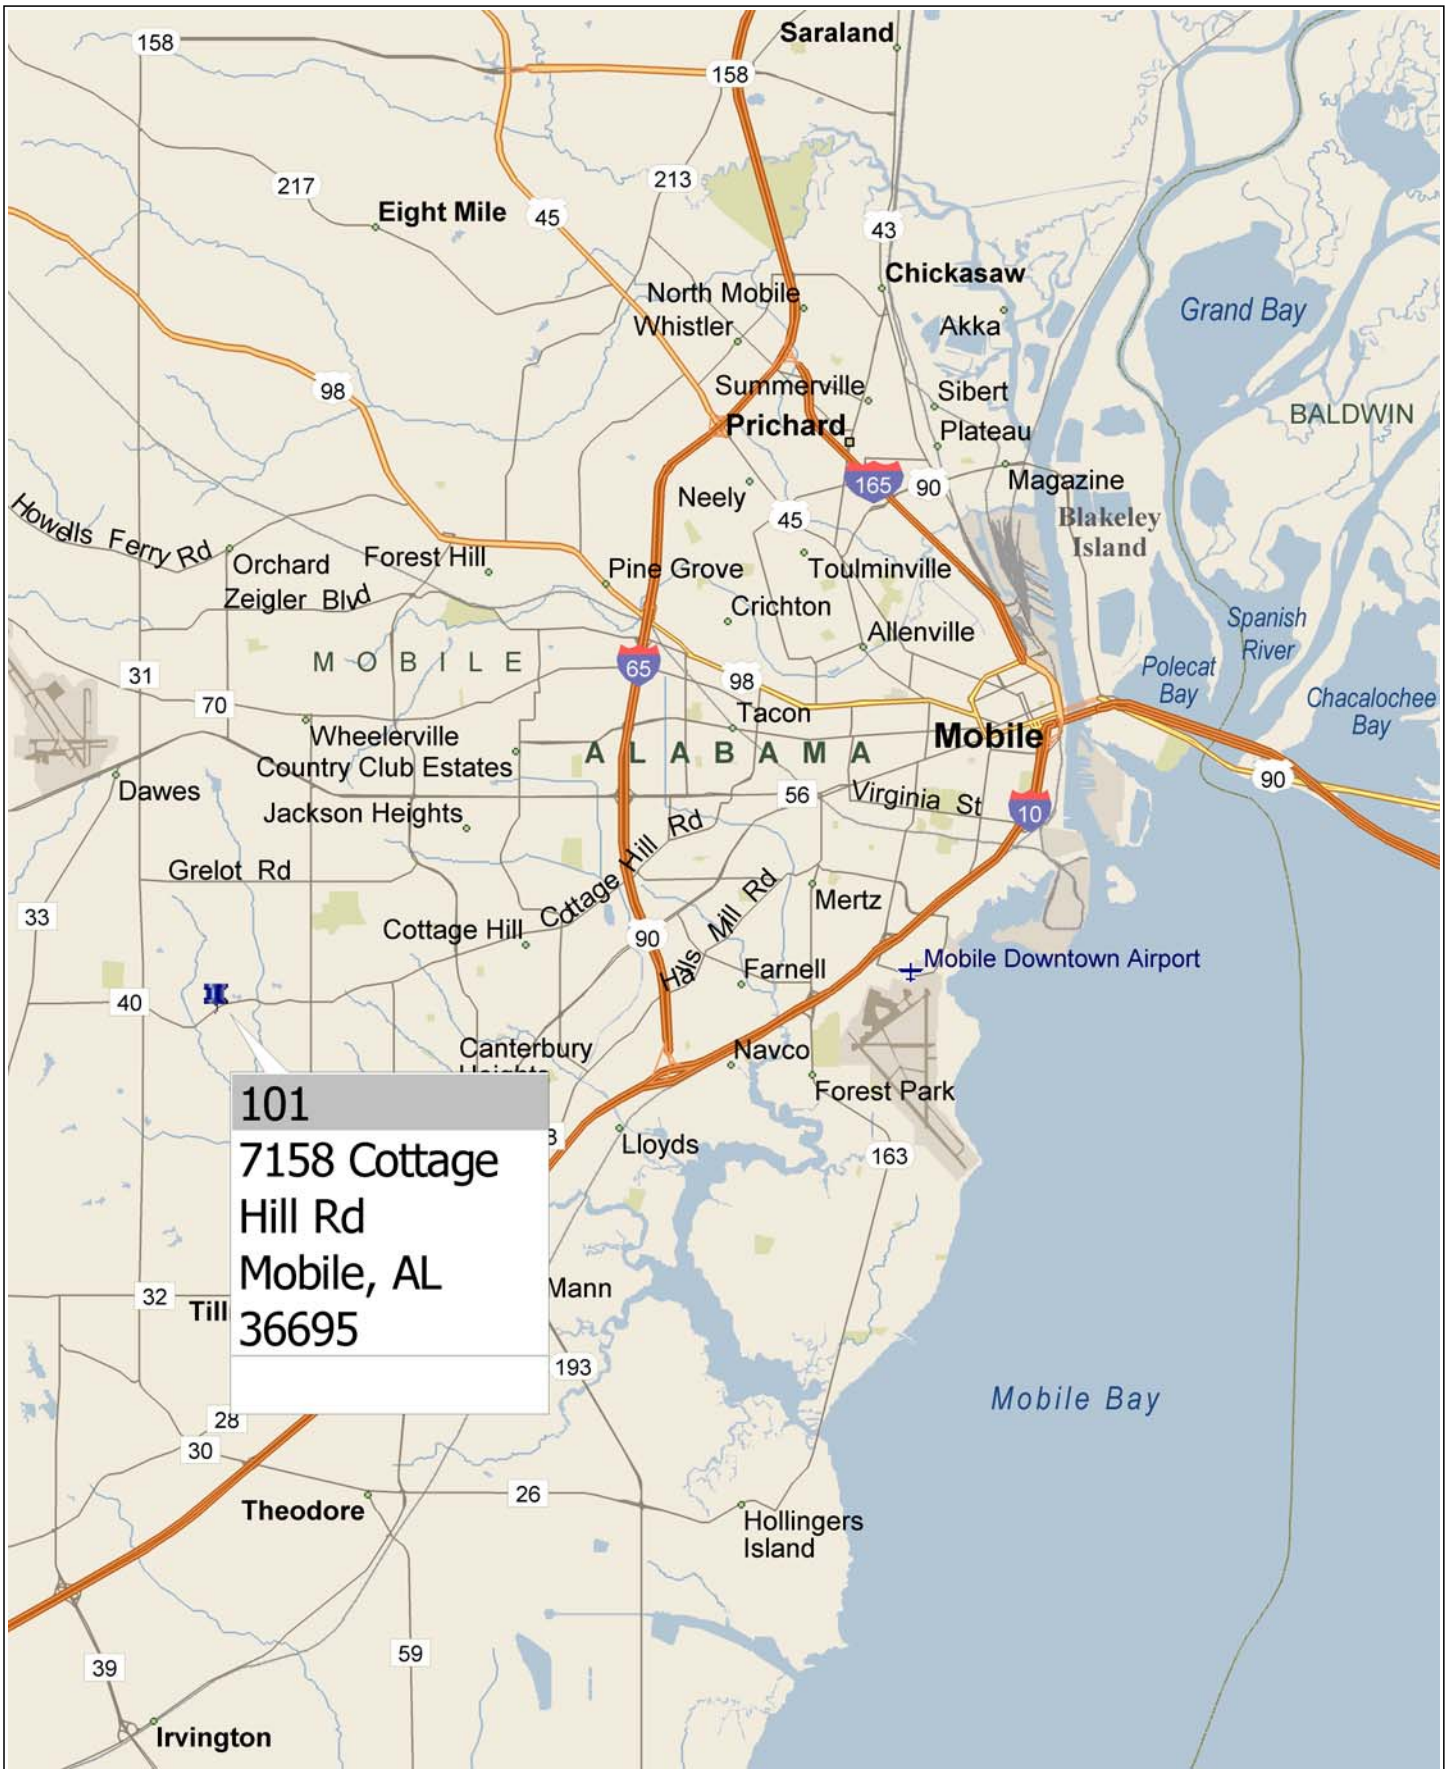 158
Saraland
158
217
213
Eight Mile
45
43
Chickasaw
North Mobile
Grand Bay
Whistler
Akka
98
Summerville
Sibert
BALDWIN
Prichard
Plateau
165
90
Magazine
Neely
45
Blakeley
Island
Howells Ferry Rd
Orchard
Forest Hill
Pine Grove
Toulminville
Zeigler Blvd
Crichton
Spanish
River
Allenville
MOBILE
65
Polecat
Bay
31
98
Chacalochee
Bay
70
Tacon
Wheelerville
Mobile
ALABAMA
Country Club Estates
90
Dawes
56
Virginia St
Jackson Heights
10
Cottage Hill Rd
Grelot Rd
Mertz
33
Cottage Hill
90
Halls Mill Rd
Mobile Downtown Airport
Farnell
40
Canterbury
Heights
Navco
Forest Park
101
7158 Cottage
Hill Rd
Mobile, AL
36695
Lloyds
163
32
Mann
193
Mobile Bay
28
30
26
Theodore
Hollingers
Island
59
39
Irvington